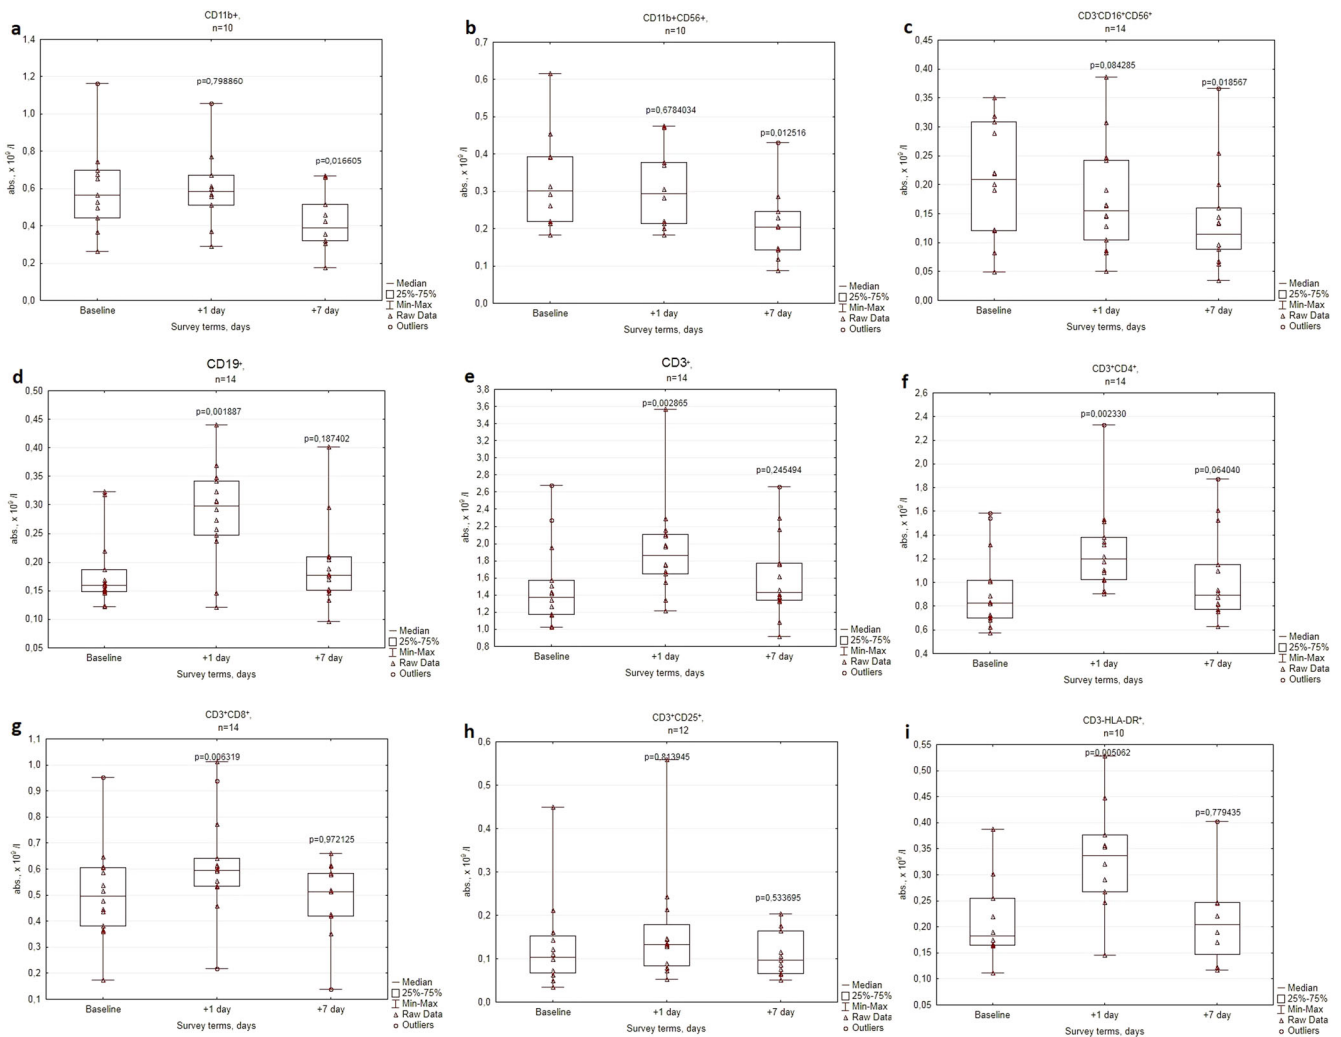 a
CD11b+,
n=10
1,4
1,2
1,0
0,8
0,6
0,4
0,2
0,0
abs., x 10⁹ /l
p=0,798860
p=0,016605
Baseline
+1 day
+7 day
Survey terms, days
Median
25%-75%
Min-Max
Raw Data
Outliers
b
CD11b+CD56+,
n=10
0,7
0,6
0,5
0,4
0,3
0,2
0,1
0,0
abs., x 10⁹ /l
p=0,6784034
p=0,012516
Baseline
+1 day
+7 day
Survey terms, days
Median
25%-75%
Min-Max
Raw Data
Outliers
c
CD3⁻CD16⁺CD56⁺
n=14
0,45
0,40
0,35
0,30
0,25
0,20
0,15
0,10
0,05
0,00
abs., x 10⁹ /l
p=0,084285
p=0,018567
Baseline
+1 day
+7 day
Survey terms, days
Median
25%-75%
Min-Max
Raw Data
Outliers
d
CD19⁺,
n=14
0,50
0,45
0,40
0,35
0,30
0,25
0,20
0,15
0,10
0,05
abs., x 10⁹ /l
p=0,001887
p=0,187402
Baseline
+1 day
+7 day
Survey terms, days
Median
25%-75%
Min-Max
Raw Data
Outliers
e
CD3⁺,
n=14
3,8
3,6
3,4
3,2
3,0
2,8
2,6
2,4
2,2
2,0
1,8
1,6
1,4
1,2
1,0
0,8
abs., x 10⁹ /l
p=0,002865
p=0,245494
Baseline
+1 day
+7 day
Survey terms, days
Median
25%-75%
Min-Max
Raw Data
Outliers
f
CD3⁺CD4⁺,
n=14
2,6
2,4
2,2
2,0
1,8
1,6
1,4
1,2
1,0
0,8
0,6
0,4
abs., x 10⁹ /l
p=0,002330
p=0,064040
Baseline
+1 day
+7 day
Survey terms, days
Median
25%-75%
Min-Max
Raw Data
Outliers
g
CD3⁺CD8⁺,
n=14
1,1
1,0
0,9
0,8
0,7
0,6
0,5
0,4
0,3
0,2
0,1
abs., x 10⁹ /l
p=0,006319
p=0,972125
Baseline
+1 day
+7 day
Survey terms, days
Median
25%-75%
Min-Max
Raw Data
Outliers
h
CD3⁺CD25⁺,
n=12
0,6
0,5
0,4
0,3
0,2
0,1
0,0
abs., x 10⁹ /l
p=0,813945
p=0,533695
Baseline
+1 day
+7 day
Survey terms, days
Median
25%-75%
Min-Max
Raw Data
Outliers
i
CD3-HLA-DR⁺,
n=10
0,55
0,50
0,45
0,40
0,35
0,30
0,25
0,20
0,15
0,10
0,05
abs., x 10⁹ /l
p=0,005062
p=0,779435
Baseline
+1 day
+7 day
Survey terms, days
Median
25%-75%
Min-Max
Raw Data
Outliers